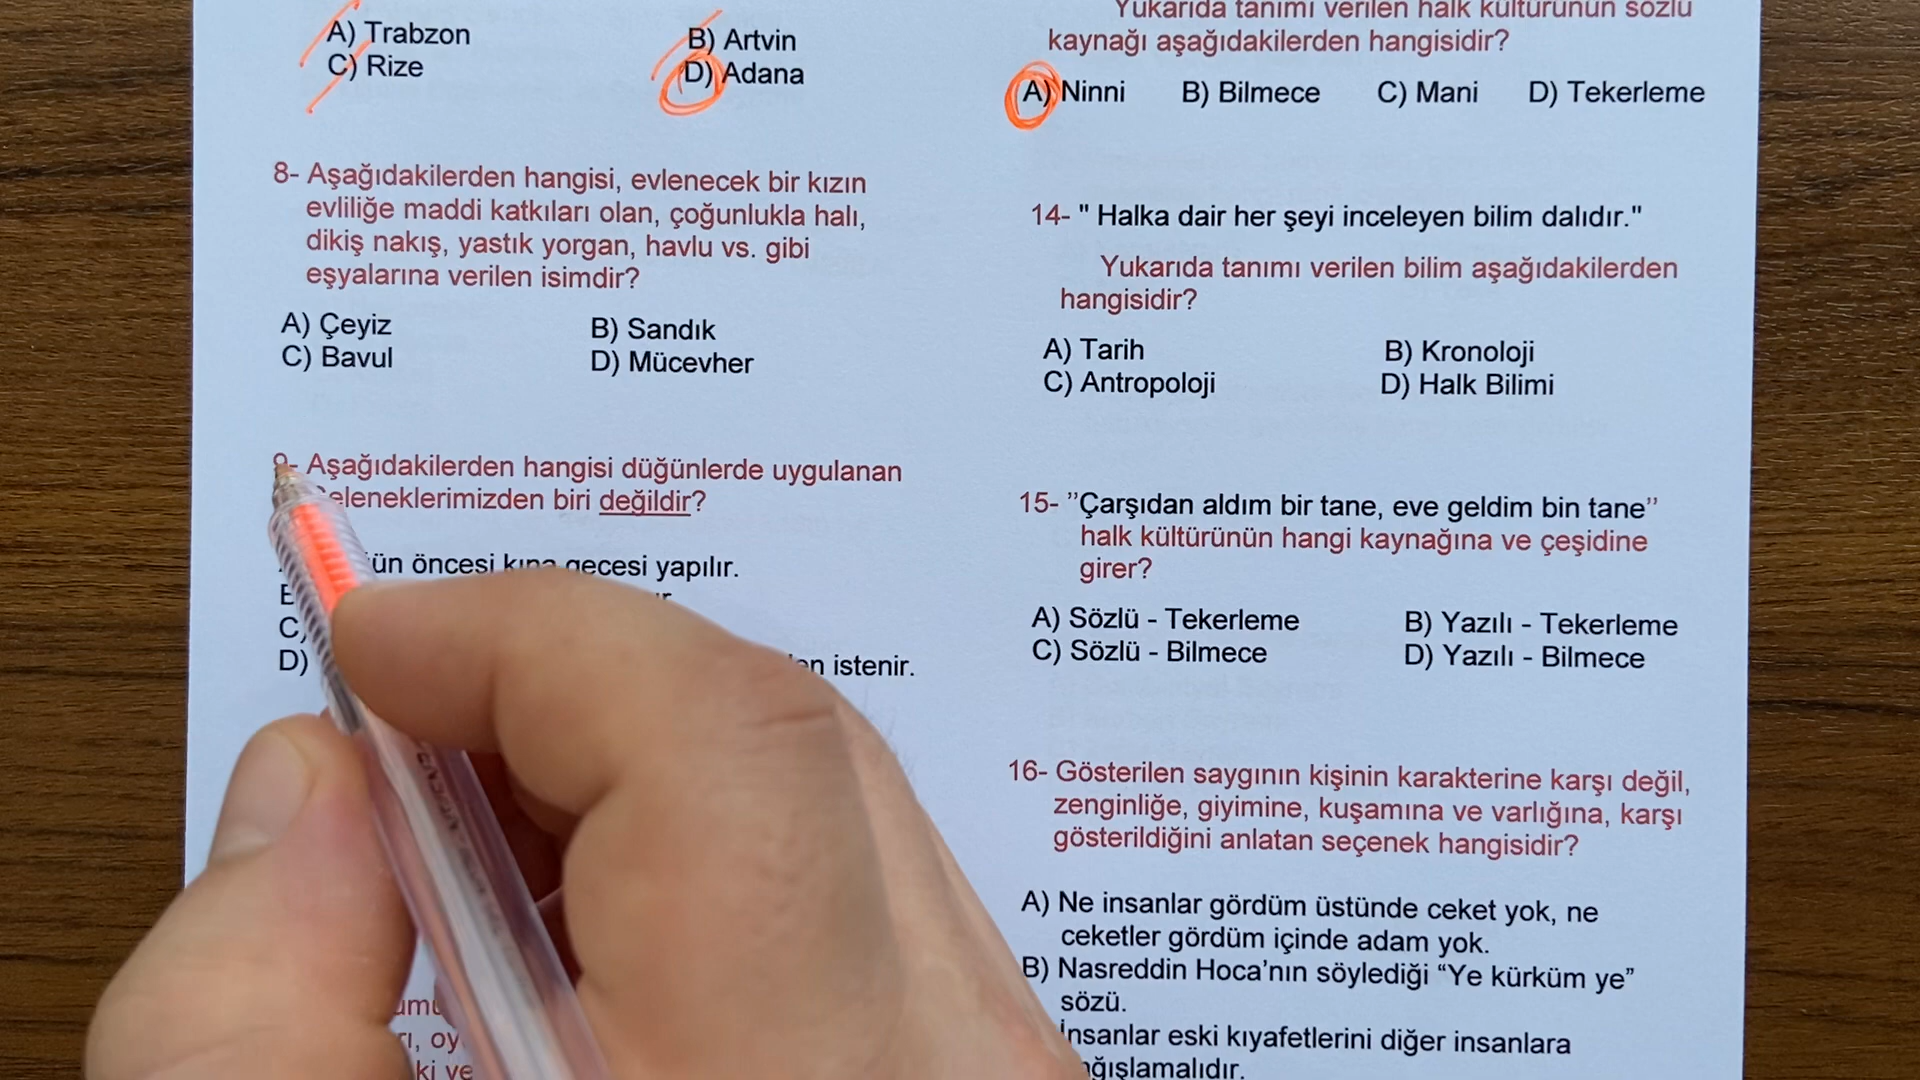 A) Trabzon
B) Artvin
C) Rize
D) Adana
8- Aşağıdakilerden hangisi, evlenecek bir kızın
evliliğe maddi katkıları olan, çoğunlukla halı,
dikiş nakış, yastık yorgan, havlu vs. gibi
eşyalarına verilen isimdir?
A) Çeyiz
B) Sandık
C) Bavul
D) Mücevher
9- Aşağıdakilerden hangisi düğünlerde uygulanan
eleneklerimizden biri değildir?
ün öncesi kına gecesi yapılır.
C)
D) istenir.
Yukarıda tanımı verilen halk kültürünün sözlü
kaynağı aşağıdakilerden hangisidir?
A) Ninni B) Bilmece C) Mani D) Tekerleme
14- " Halka dair her şeyi inceleyen bilim dalıdır."
Yukarıda tanımı verilen bilim aşağıdakilerden
hangisidir?
A) Tarih
B) Kronoloji
C) Antropoloji
D) Halk Bilimi
15- ”Çarşıdan aldım bir tane, eve geldim bin tane”
halk kültürünün hangi kaynağına ve çeşidine
girer?
A) Sözlü - Tekerleme
B) Yazılı - Tekerleme
C) Sözlü - Bilmece
D) Yazılı - Bilmece
16- Gösterilen saygının kişinin karakterine karşı değil,
zenginliğe, giyimine, kuşamına ve varlığına, karşı
gösterildiğini anlatan seçenek hangisidir?
A) Ne insanlar gördüm üstünde ceket yok, ne
ceketler gördüm içinde adam yok.
B) Nasreddin Hoca’nın söylediği “Ye kürküm ye”
sözü.
İnsanlar eski kıyafetlerini diğer insanlara
ğışlamalıdır.